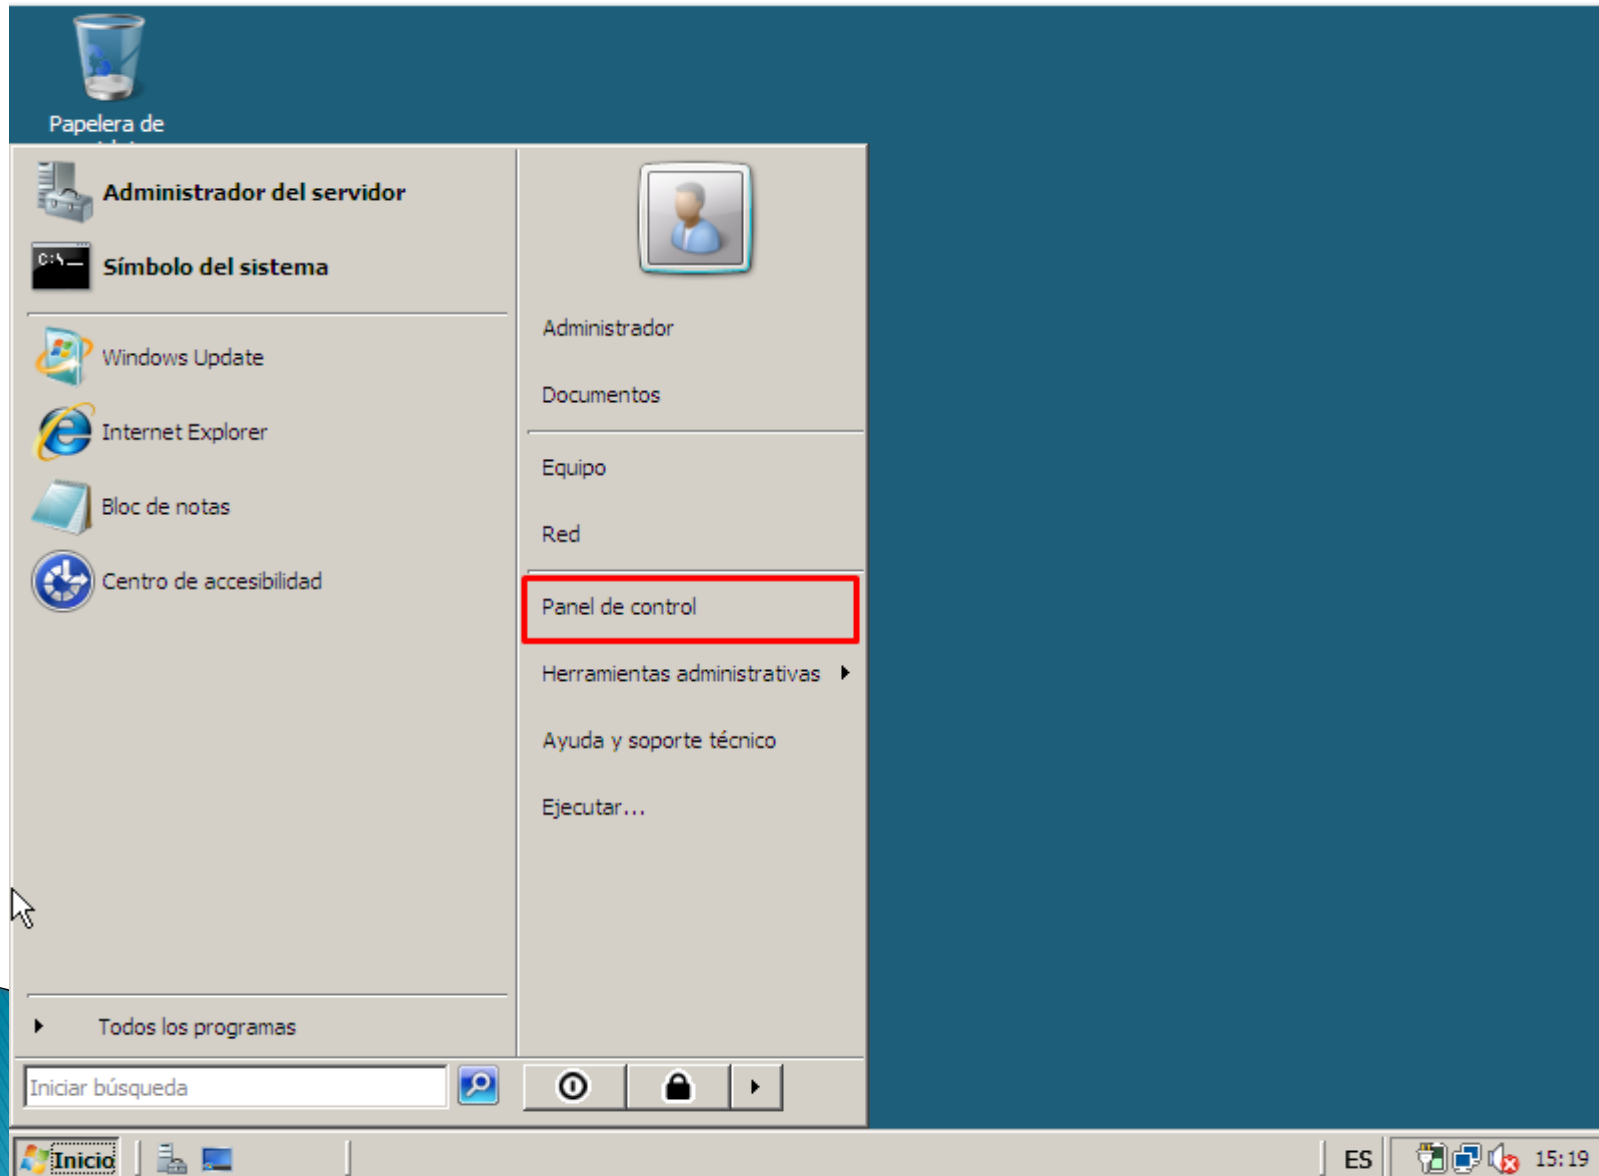 Papelera de
Administrador del servidor
C:\
Símbolo del sistema
Windows Update
Internet Explorer
Bloc de notas
Centro de accesibilidad
Todos los programas
Iniciar búsqueda
Administrador
Documentos
Equipo
Red
Panel de control
Herramientas administrativas
Ayuda y soporte técnico
Ejecutar...
Inicio
ES
15:19